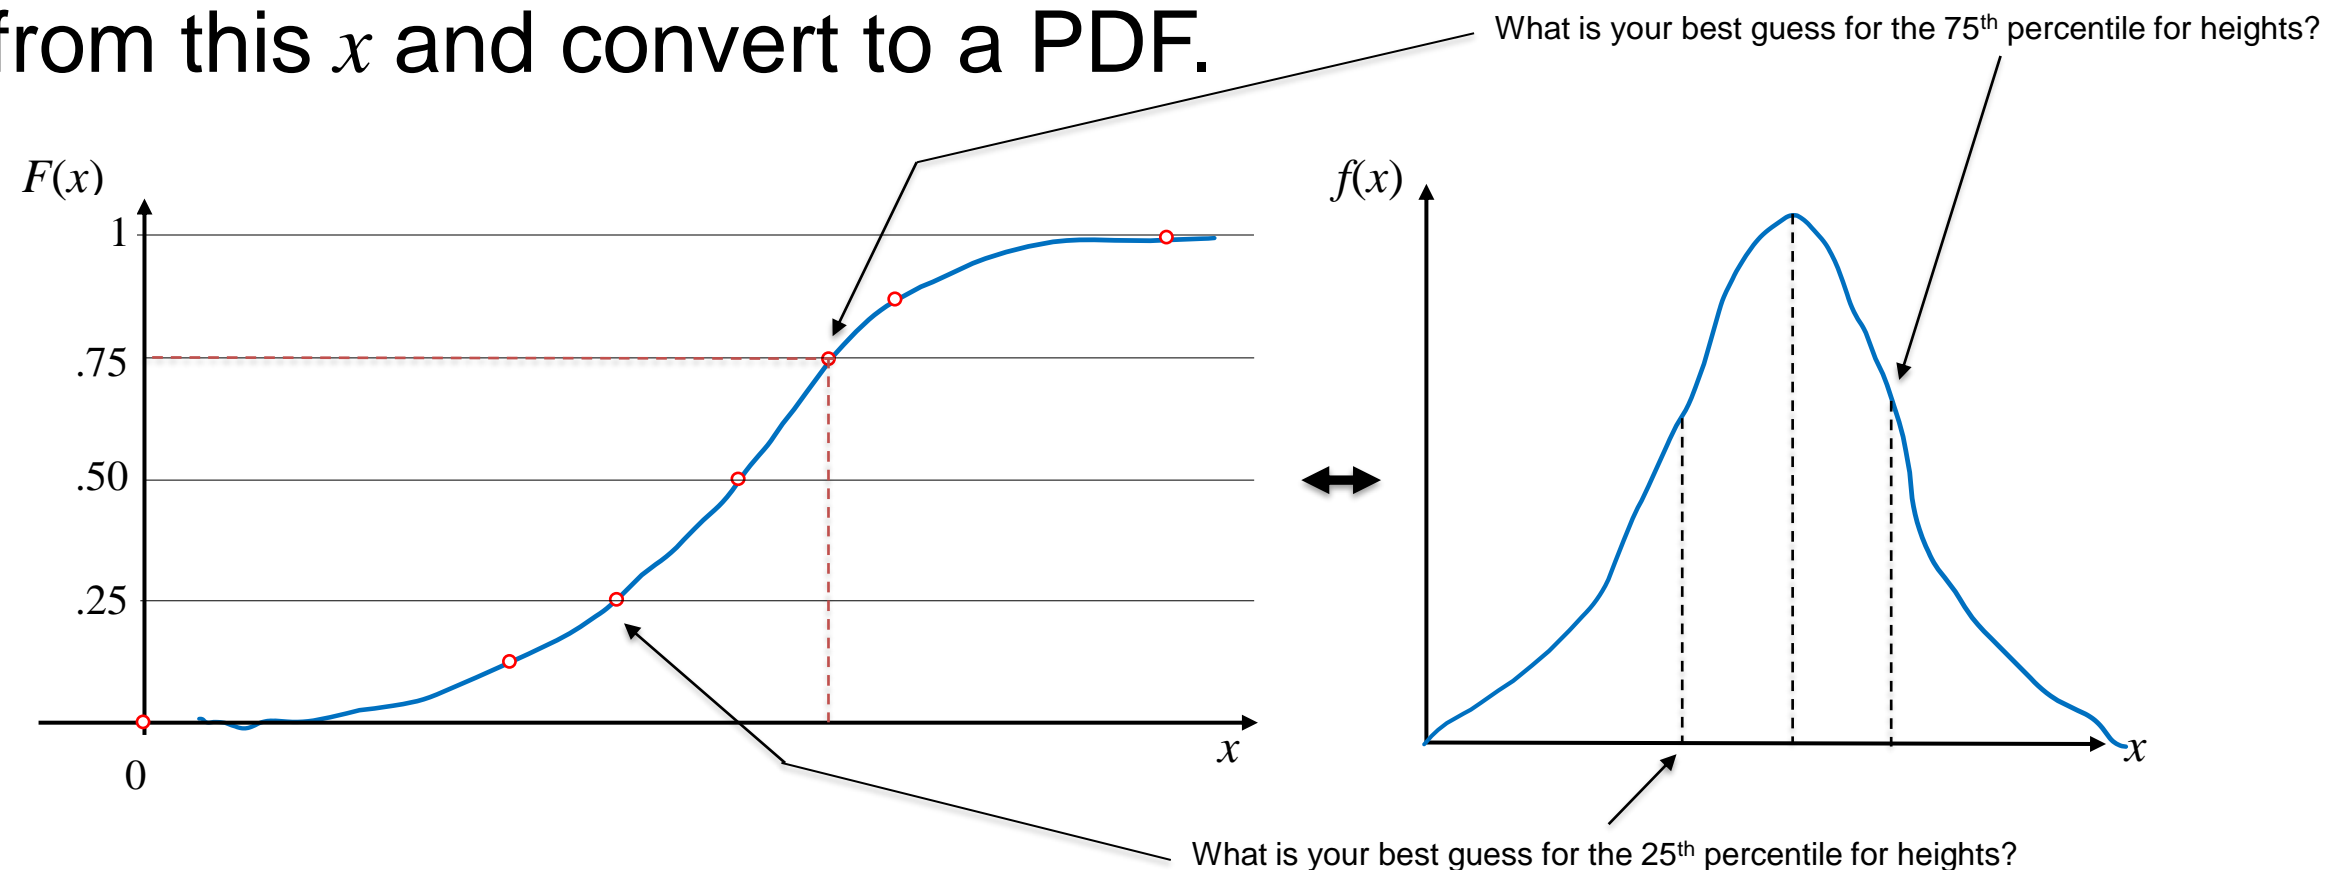 from this x and convert to a PDF.
What is your best guess for the 75th percentile for heights?
F(x)
1
.75
.50
.25
0
x
f(x)
x
What is your best guess for the 25th percentile for heights?